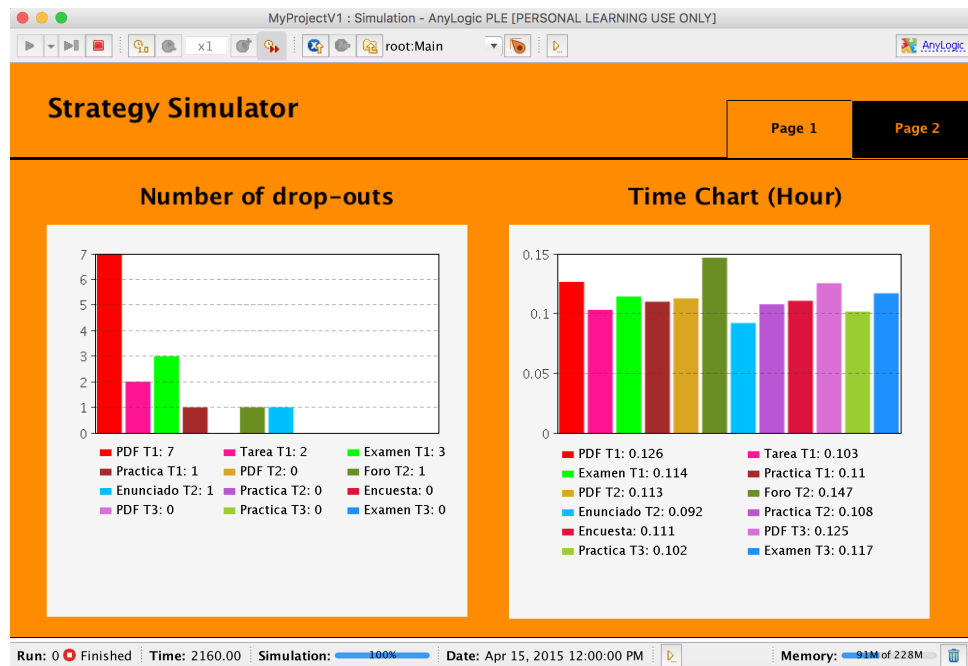 MyProjectV1 : Simulation - AnyLogic PLE [PERSONAL LEARNING USE ONLY]
x1 root:Main AnyLogic
Strategy Simulator
Page 1 Page 2
Number of drop-outs
7
6
5
4
3
2
1
0
PDF T1: 7 Tarea T1: 2 Examen T1: 3
Practica T1: 1 PDF T2: 0 Foro T2: 1
Enunciado T2: 1 Practica T2: 0 Encuesta: 0
PDF T3: 0 Practica T3: 0 Examen T3: 0
Time Chart (Hour)
0.15
0.1
0.05
0
PDF T1: 0.126 Tarea T1: 0.103
Examen T1: 0.114 Practica T1: 0.11
PDF T2: 0.113 Foro T2: 0.147
Enunciado T2: 0.092 Practica T2: 0.108
Encuesta: 0.111 PDF T3: 0.125
Practica T3: 0.102 Examen T3: 0.117
Run: 0 Finished Time: 2160.00 Simulation: 100% Date: Apr 15, 2015 12:00:00 PM Memory: 91M of 228M